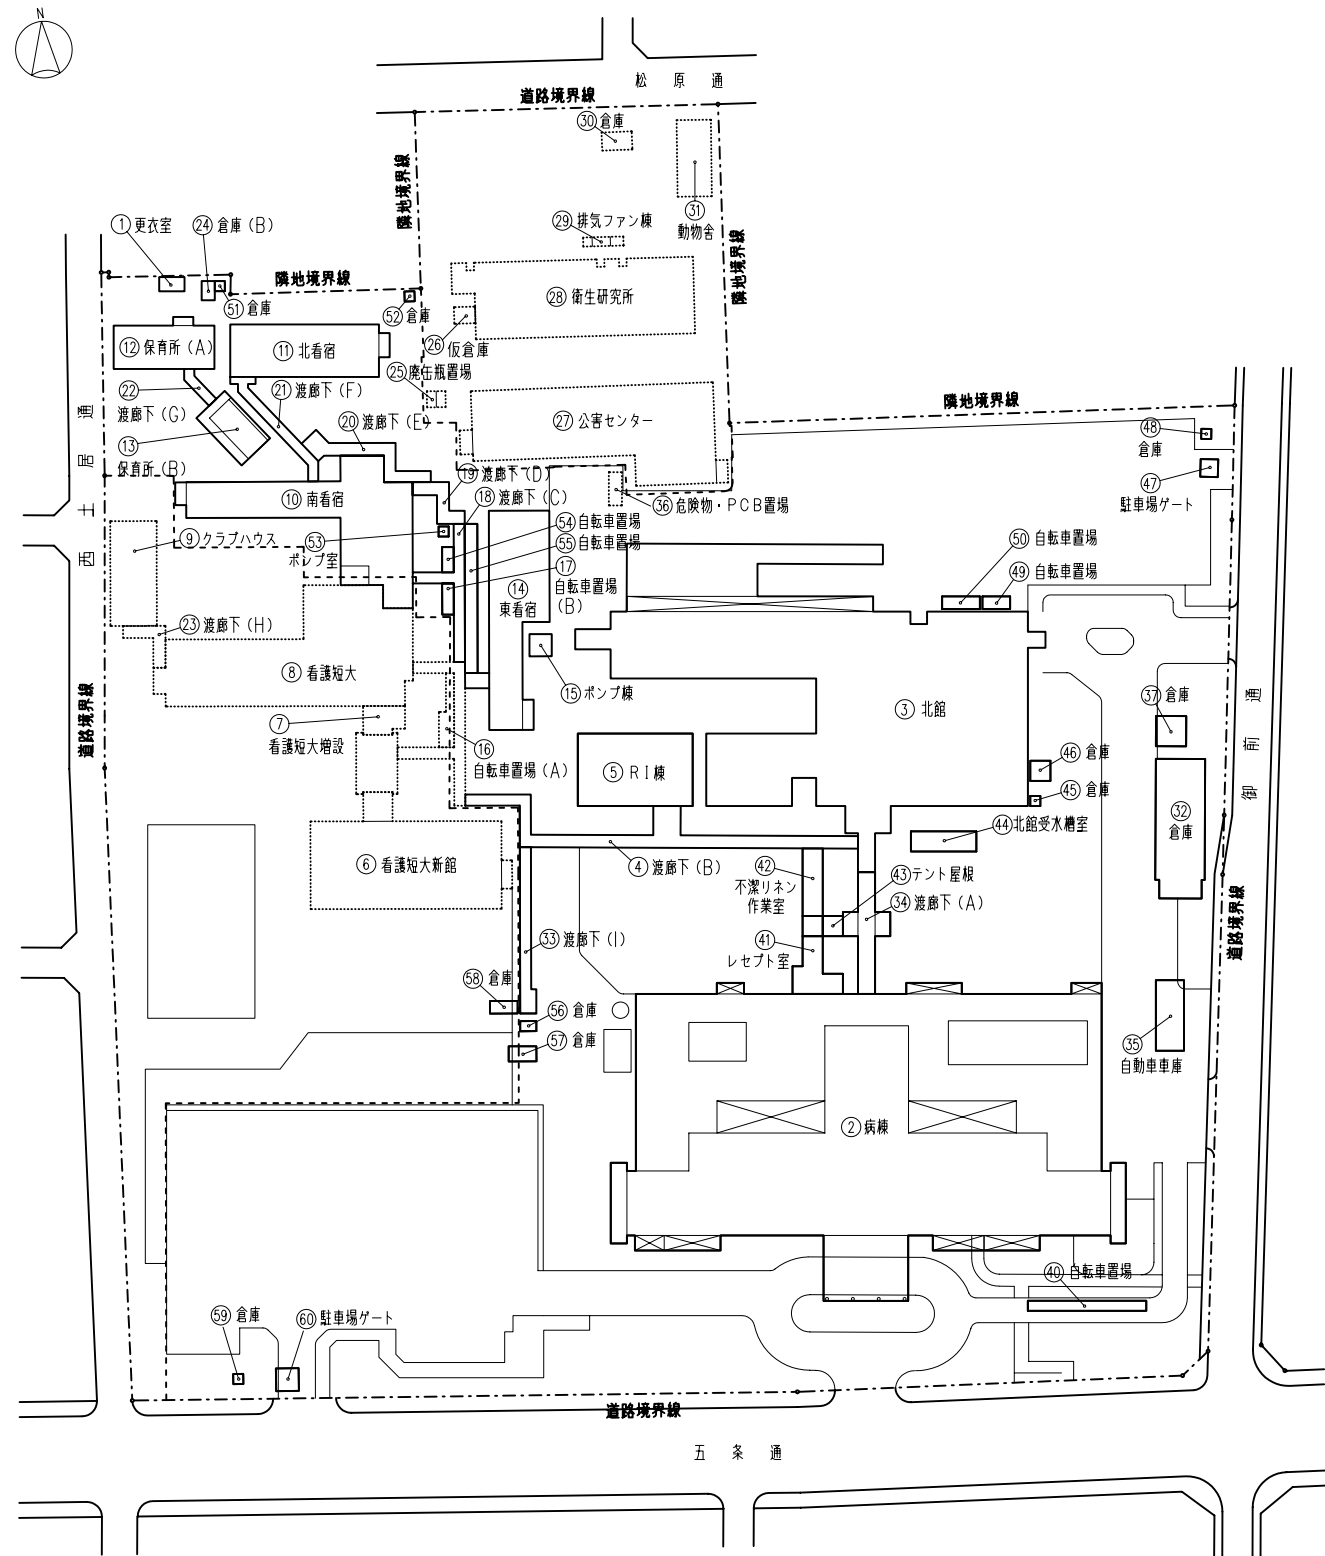 N
松原通
道路境界線
㉚倉庫
隣地境界線
㉛
動物舎
①更衣室
㉔倉庫(B)
㉙排気ファン棟
隣地境界線
隣地境界線
㉘衛生研究所
㊿①倉庫
52倉庫
⑫保育所(A)
⑪北看宿
㉖仮倉庫
㉕廃缶瓶置場
㉒
渡廊下(G)
㉑渡廊下(F)
隣地境界線
西土居通
⑳渡廊下(E)
㉗公害センター
㊽
倉庫
⑬
保育所(B)
⑲渡廊下(D)
㊼
駐車場ゲート
⑩南看宿
⑱渡廊下(C)
㊱危険物・PCB置場
⑨クラブハウス
53
ポンプ室
54自転車置場
55自転車置場
㊿自転車置場
⑰
自転車置場
(B)
⑭
東看宿
㊾自転車置場
㉓渡廊下(H)
⑧看護短大
⑮ポンプ棟
③北館
㊲倉庫
御前通
道路境界線
⑦
看護短大増設
⑯
自転車置場(A)
⑤RI棟
㊻倉庫
㊺倉庫
㉜
倉庫
㊹北館受水槽室
⑥看護短大新館
④渡廊下(B)
㊷
不潔リネン
作業室
㊸テント屋根
㉞渡廊下(A)
道路境界線
㉝渡廊下(I)
㊶
レセプト室
58倉庫
56倉庫
57倉庫
㉟
自動車車庫
②病棟
㊵自転車置場
59倉庫
60駐車場ゲート
道路境界線
五条通